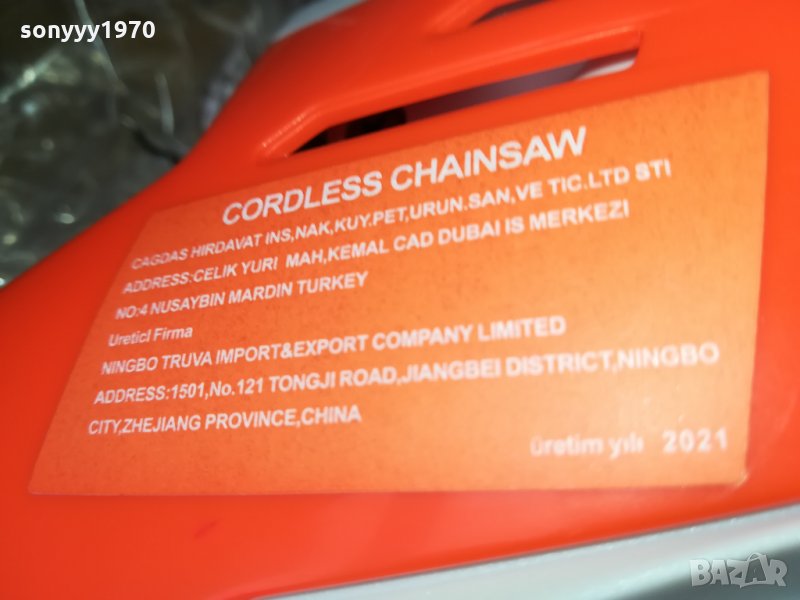 sonyyy1970
CORDLESS CHAINSAW
CAGDAS HIRDAVAT INS,NAK,KUY.PET,URUN.SAN,VE TIC.LTD STI
ADDRESS:CELIK YURI MAH,KEMAL CAD DUBAI IS MERKEZI
NO:4 NUSAYBIN MARDIN TURKEY
Uretici Firma
NINGBO TRUVA IMPORT&EXPORT COMPANY LIMITED
ADDRESS:1501,No.121 TONGJI ROAD,JIANGBEI DISTRICT,NINGBO
CITY,ZHEJIANG PROVINCE,CHINA
üretim yılı 2021
BAZAR